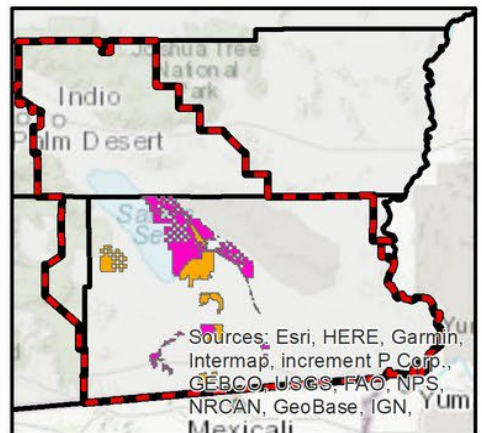 Joshua Tree
National
Park
Indio
Palm Desert
Sources: Esri, HERE, Garmin,
Intermap, increment P Corp.,
GEBCO, USGS, FAO, NPS,
NRCAN, GeoBase, IGN,
Yum
Mexicali